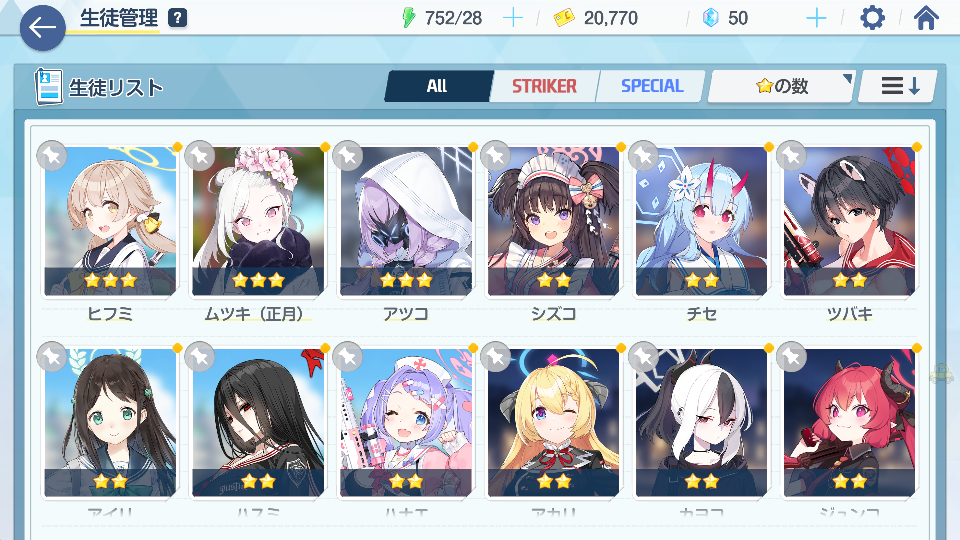 生徒管理 ?
752/28
20,770
50
生徒リスト
All
STRIKER
SPECIAL
の数
ヒフミ
ムツキ（正月）
アツコ
シズコ
チセ
ツバキ
アイリ
ハスミ
ハナエ
アカリ
カヨコ
ジュンコ